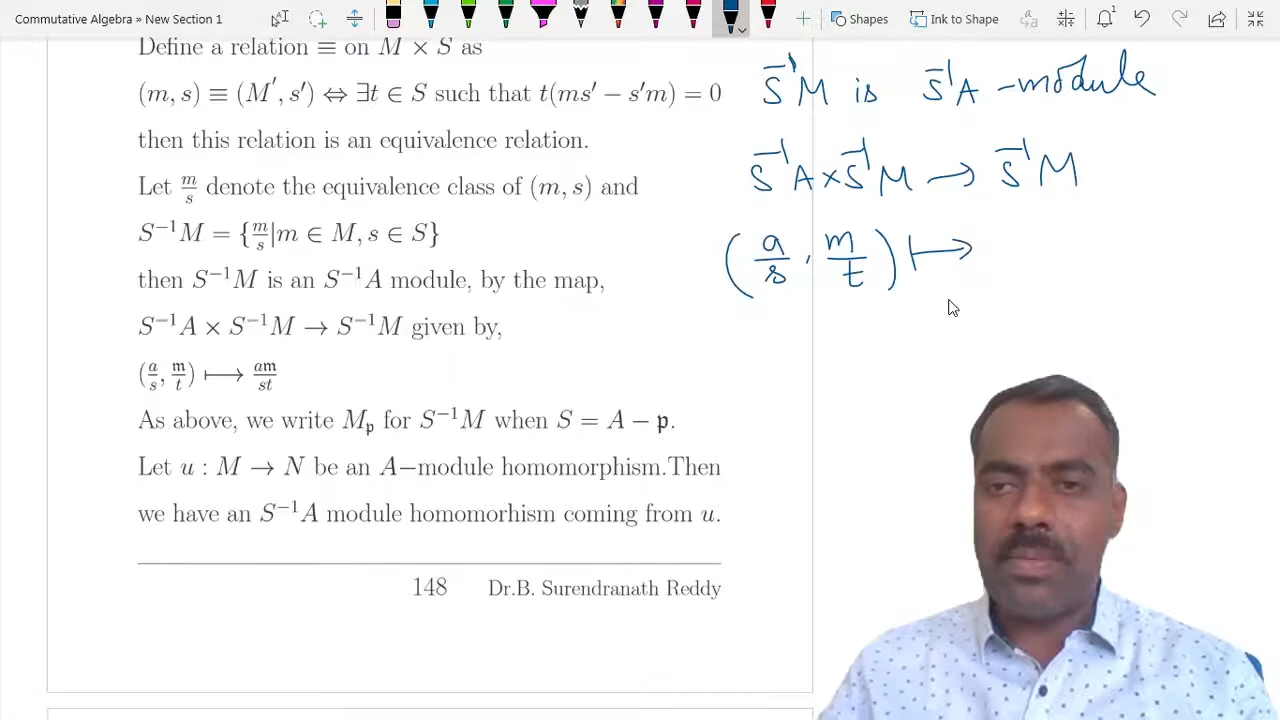 Commutative Algebra » New Section 1
Shapes
Ink to Shape
Define a relation ≡ on M × S as
(m, s) ≡ (M′, s′) ⇔ ∃t ∈ S such that t(ms′ − s′m) = 0
then this relation is an equivalence relation.
Let m/s denote the equivalence class of (m, s) and
S⁻¹M = {m/s|m ∈ M, s ∈ S}
then S⁻¹M is an S⁻¹A module, by the map,
S⁻¹A × S⁻¹M → S⁻¹M given by,
(a/s, 𝔪/t) ⟼ a𝔪/st
As above, we write M𝔭 for S⁻¹M when S = A − 𝔭.
Let u : M → N be an A−module homomorphism.Then
we have an S⁻¹A module homomorhism coming from u.
148 Dr.B. Surendranath Reddy
S⁻¹M is S⁻¹A -module
S⁻¹A × S⁻¹M → S⁻¹M
(a/s, m/t) ⟼